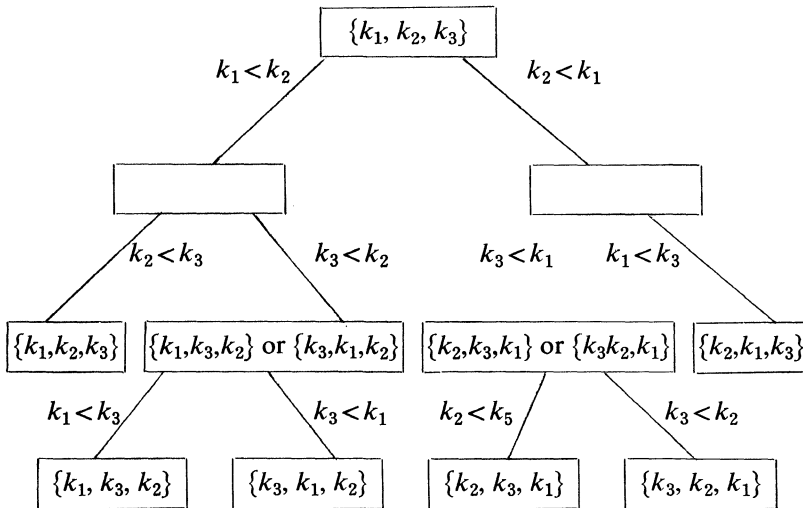 {k₁, k₂, k₃}
k₁<k₂ k₂<k₁
k₂<k₃ k₃<k₂ k₃<k₁ k₁<k₃
{k₁,k₂,k₃} {k₁,k₃,k₂} or {k₃,k₁,k₂} {k₂,k₃,k₁} or {k₃k₂,k₁} {k₂,k₁,k₃}
k₁<k₃ k₃<k₁ k₂<k₅ k₃<k₂
{k₁, k₃, k₂} {k₃, k₁, k₂} {k₂, k₃, k₁} {k₃, k₂, k₁}